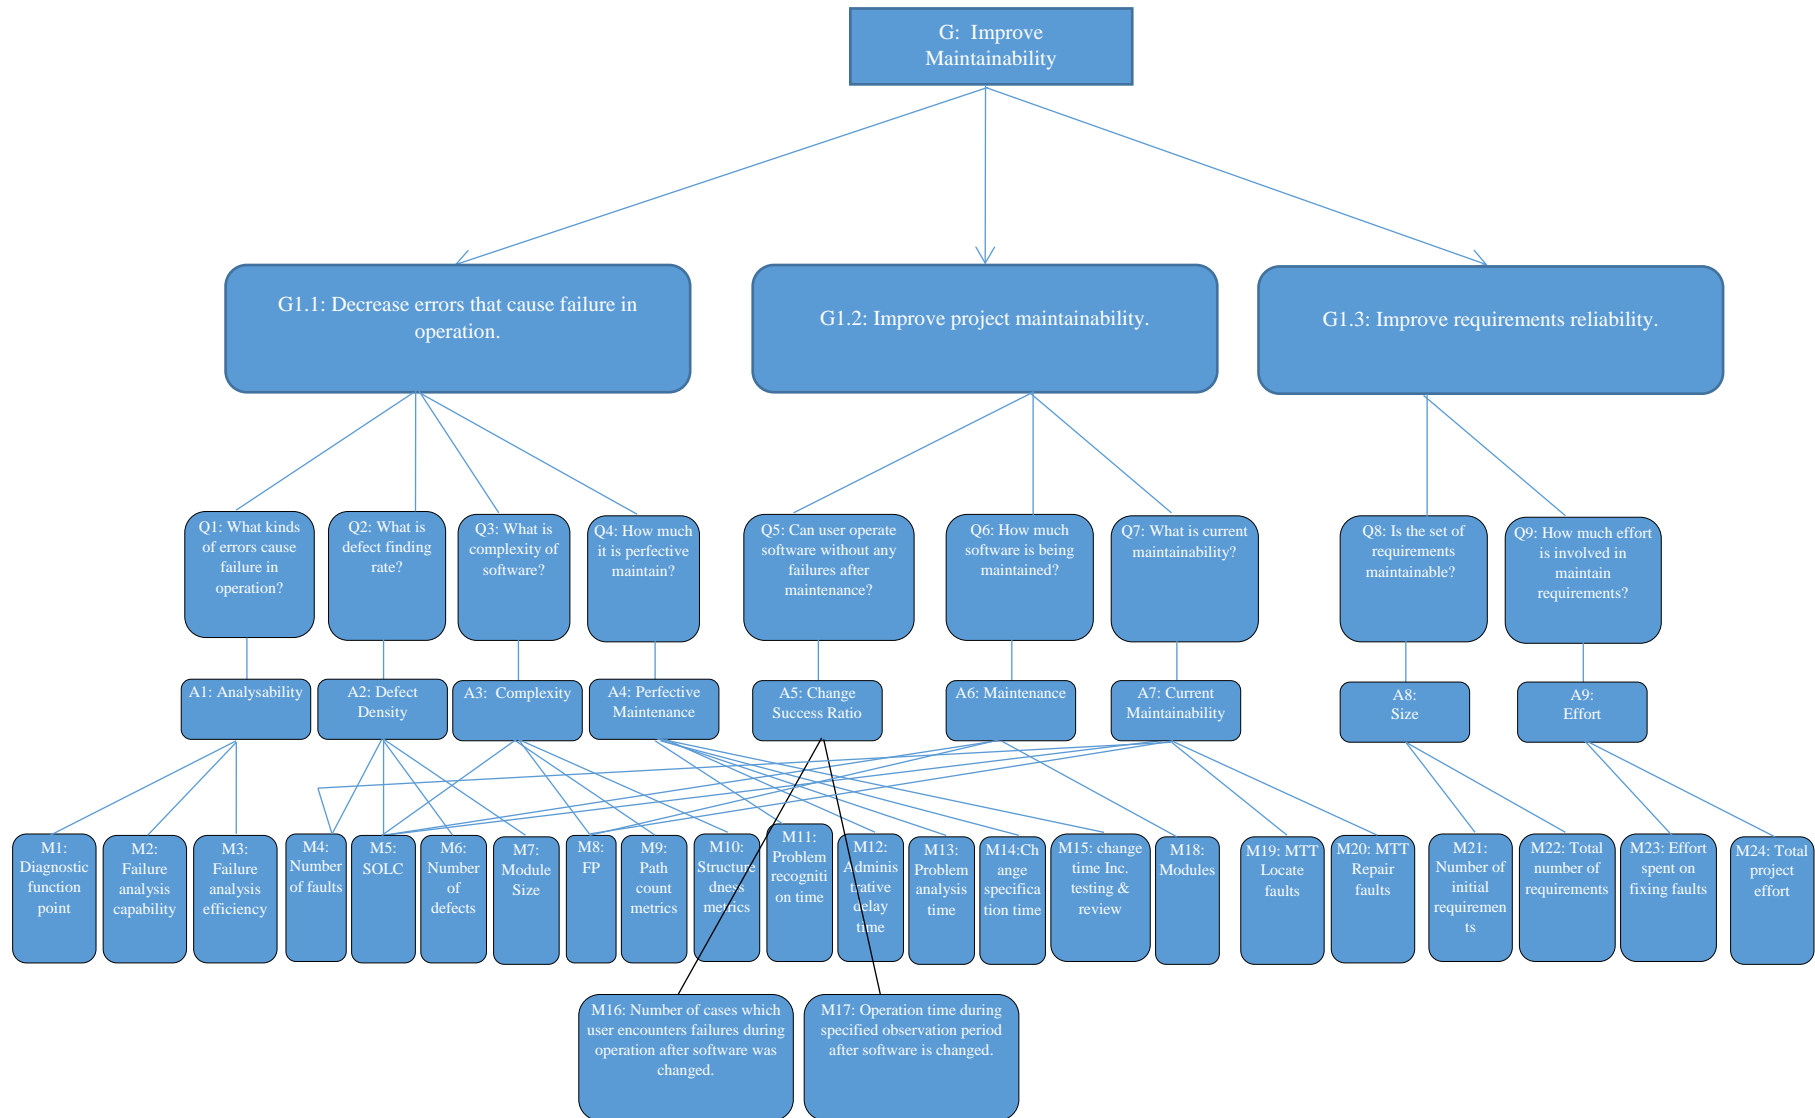 G: Improve
Maintainability
G1.1: Decrease errors that cause failure in
operation.
G1.2: Improve project maintainability.
G1.3: Improve requirements reliability.
Q1: What kinds
of errors cause
failure in
operation?
Q2: What is
defect finding
rate?
Q3: What is
complexity of
software?
Q4: How much
it is perfective
maintain?
Q5: Can user operate
software without any
failures after
maintenance?
Q6: How much
software is being
maintained?
Q7: What is current
maintainability?
Q8: Is the set of
requirements
maintainable?
Q9: How much effort
is involved in
maintain
requirements?
A1: Analysability
A2: Defect
Density
A3: Complexity
A4: Perfective
Maintenance
A5: Change
Success Ratio
A6: Maintenance
A7: Current
Maintainability
A8:
Size
A9:
Effort
M1:
Diagnostic
function
point
M2:
Failure
analysis
capability
M3:
Failure
analysis
efficiency
M4:
Number
of faults
M5:
SOLC
M6:
Number
of
defects
M7:
Module
Size
M8:
FP
M9:
Path
count
metrics
M10:
Structure
dness
metrics
M11:
Problem
recogniti
on time
M12:
Adminis
trative
delay
time
M13:
Problem
analysis
time
M14:Ch
ange
specifica
tion time
M15: change
time Inc.
testing &
review
M18:
Modules
M19: MTT
Locate
faults
M20: MTT
Repair
faults
M21:
Number of
initial
requiremen
ts
M22: Total
number of
requirements
M23: Effort
spent on
fixing faults
M24: Total
project
effort
M16: Number of cases which
user encounters failures during
operation after software was
changed.
M17: Operation time during
specified observation period
after software is changed.